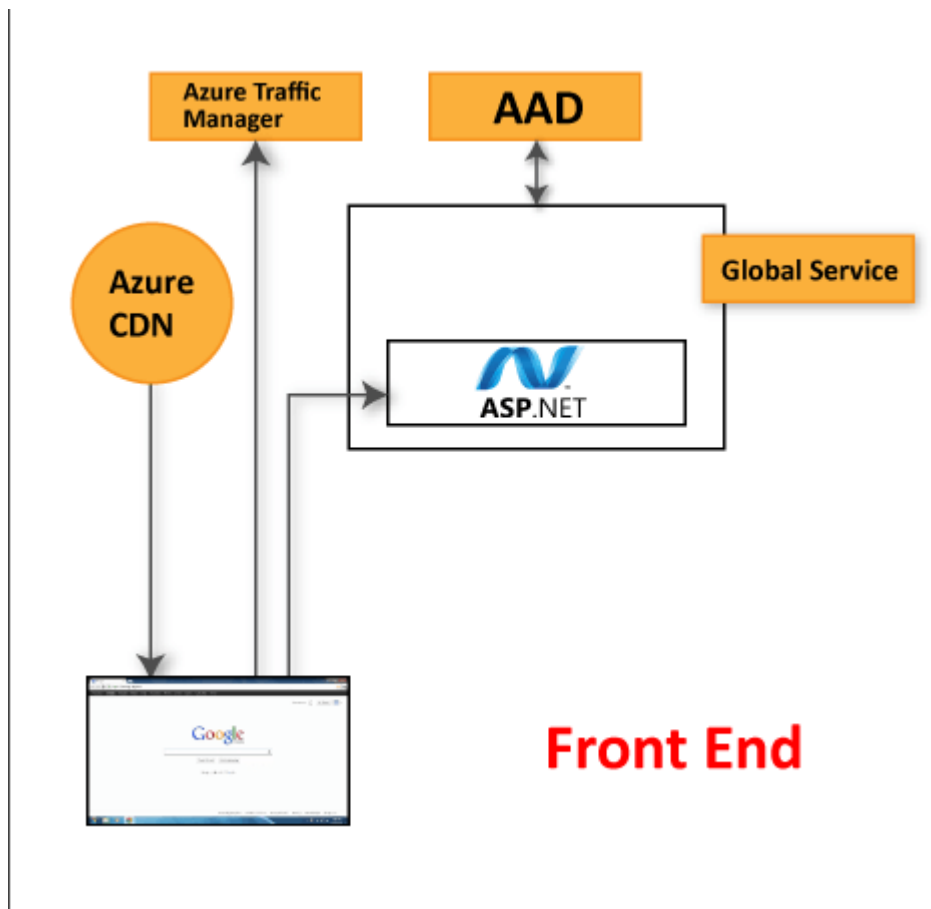 Azure Traffic
Manager
AAD
Azure
CDN
Global Service
ASP.NET
Google
Front End